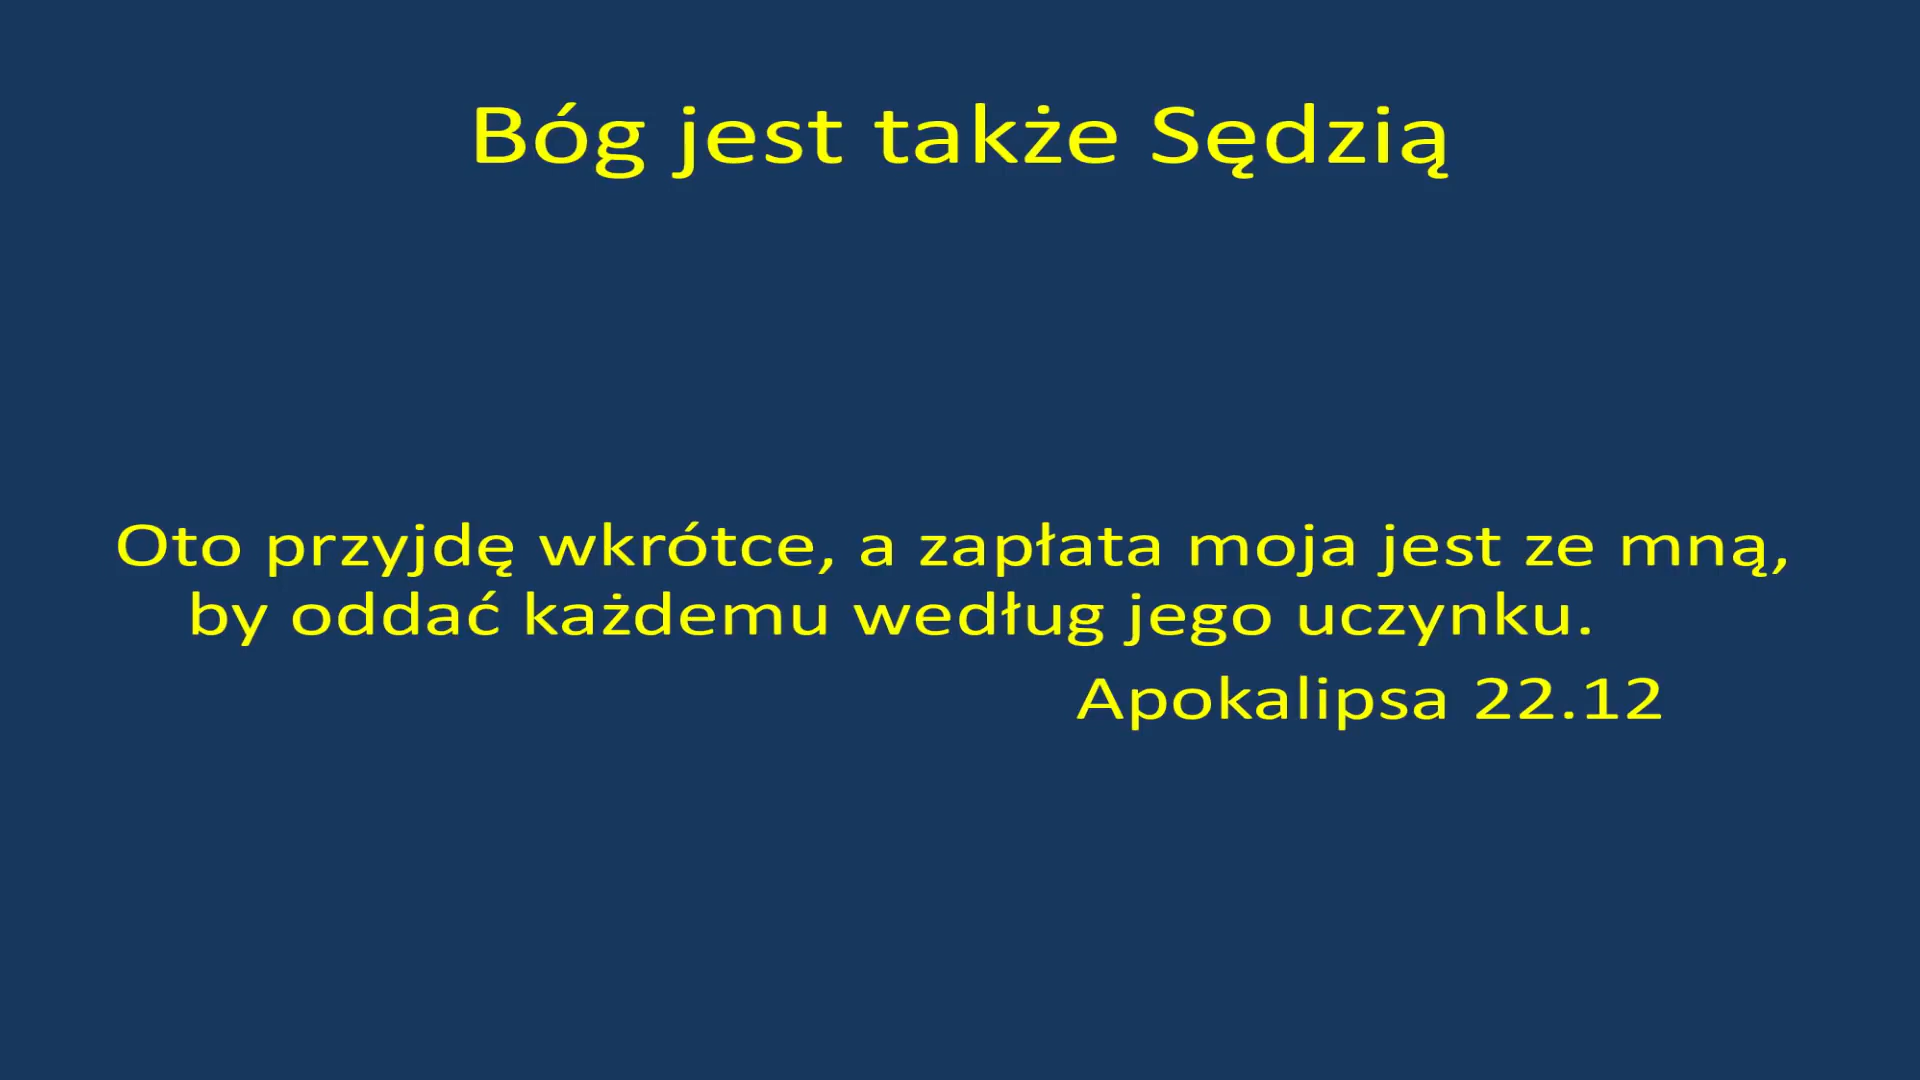 Bóg jest także Sędzią
Oto przyjdę wkrótce, a zapłata moja jest ze mną,
by oddać każdemu według jego uczynku.
Apokalipsa 22.12